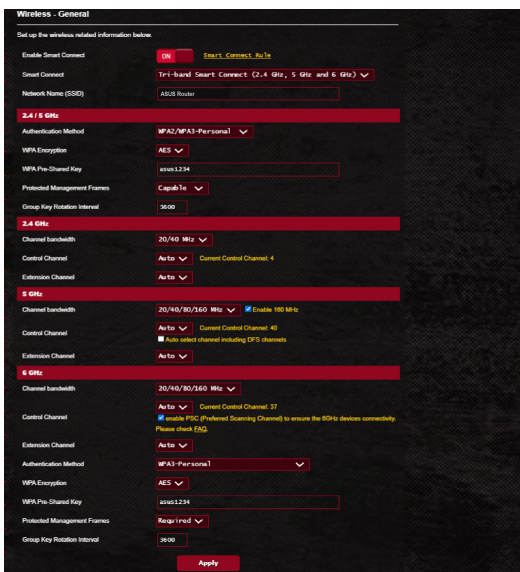 Wireless - General
Set up the wireless related information below.
Enable Smart Connect ON Smart Connect Rule
Smart Connect Tri-band Smart Connect (2.4 GHz, 5 GHz and 6 GHz)
Network Name (SSID) ASUS Router
2.4 / 5 GHz
Authentication Method WPA2/WPA3-Personal
WPA Encryption AES
WPA Pre-Shared Key asus1234
Protected Management Frames Capable
Group Key Rotation Interval 3600
2.4 GHz
Channel bandwidth 20/40 MHz
Control Channel Auto Current Control Channel: 4
Extension Channel Auto
5 GHz
Channel bandwidth 20/40/80/160 MHz Enable 160 MHz
Control Channel Auto Current Control Channel: 40
Auto select channel including DFS channels
Extension Channel Auto
6 GHz
Channel bandwidth 20/40/80/160 MHz
Control Channel Auto Current Control Channel: 37
enable PSC (Preferred Scanning Channel) to ensure the 6GHz devices connectivity.
Please check FAQ.
Extension Channel Auto
Authentication Method WPA3-Personal
WPA Encryption AES
WPA Pre-Shared Key asus1234
Protected Management Frames Required
Group Key Rotation Interval 3600
Apply